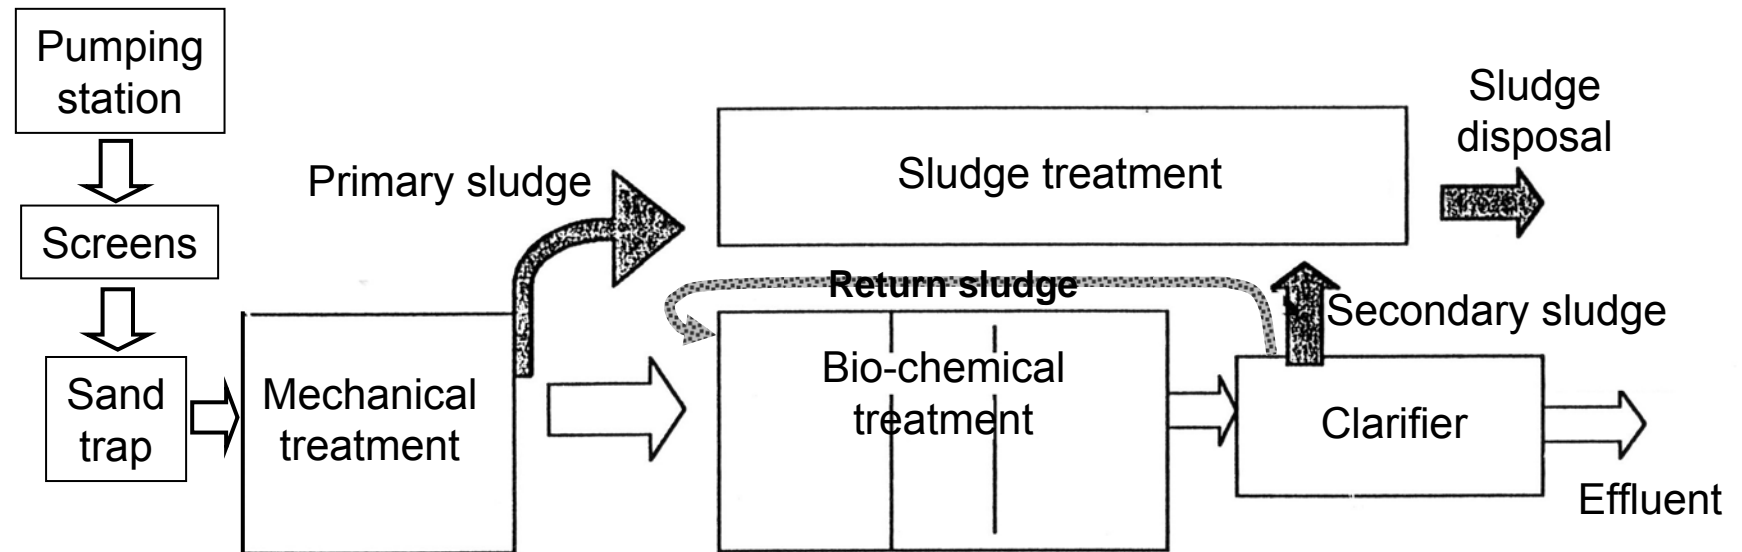 Pumping
station
Screens
Sand
trap
Mechanical
treatment
Primary sludge
Sludge treatment
Sludge
disposal
Return sludge
Bio-chemical
treatment
Secondary sludge
Clarifier
Effluent